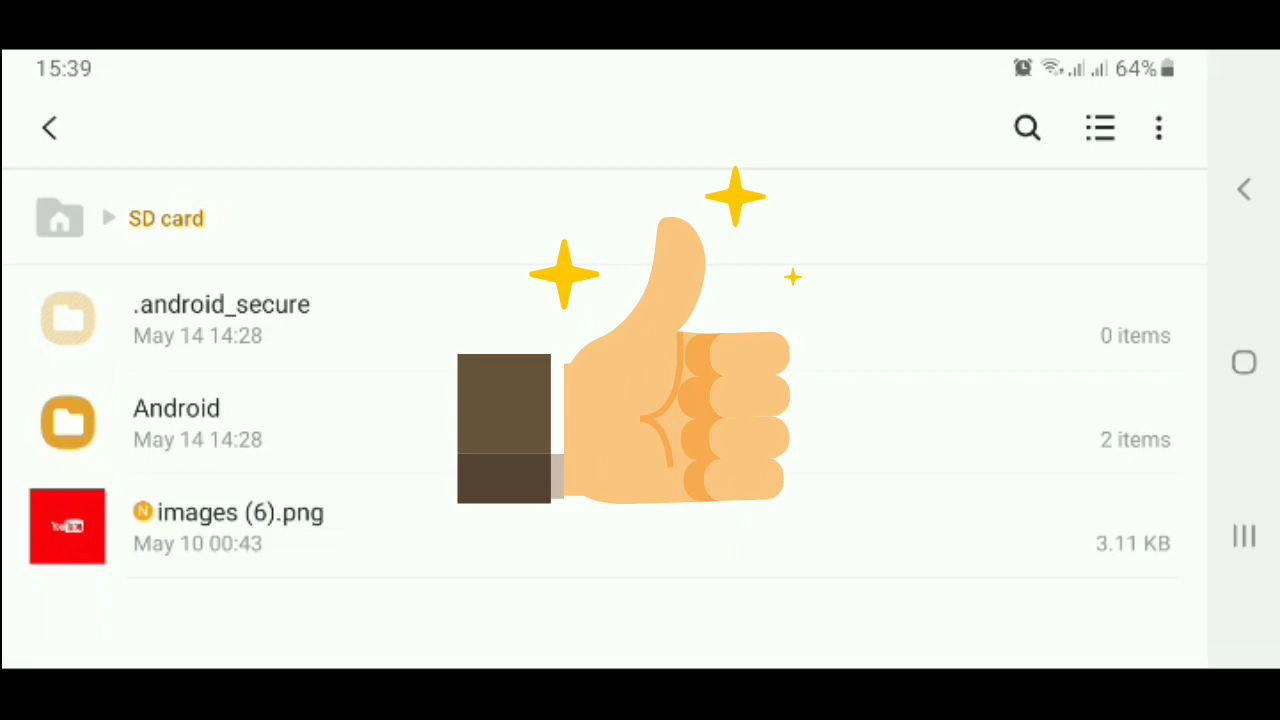 15:39
64%
SD card
.android_secure
May 14 14:28
0 items
Android
May 14 14:28
2 items
YouTube
N images (6).png
May 10 00:43
3.11 KB